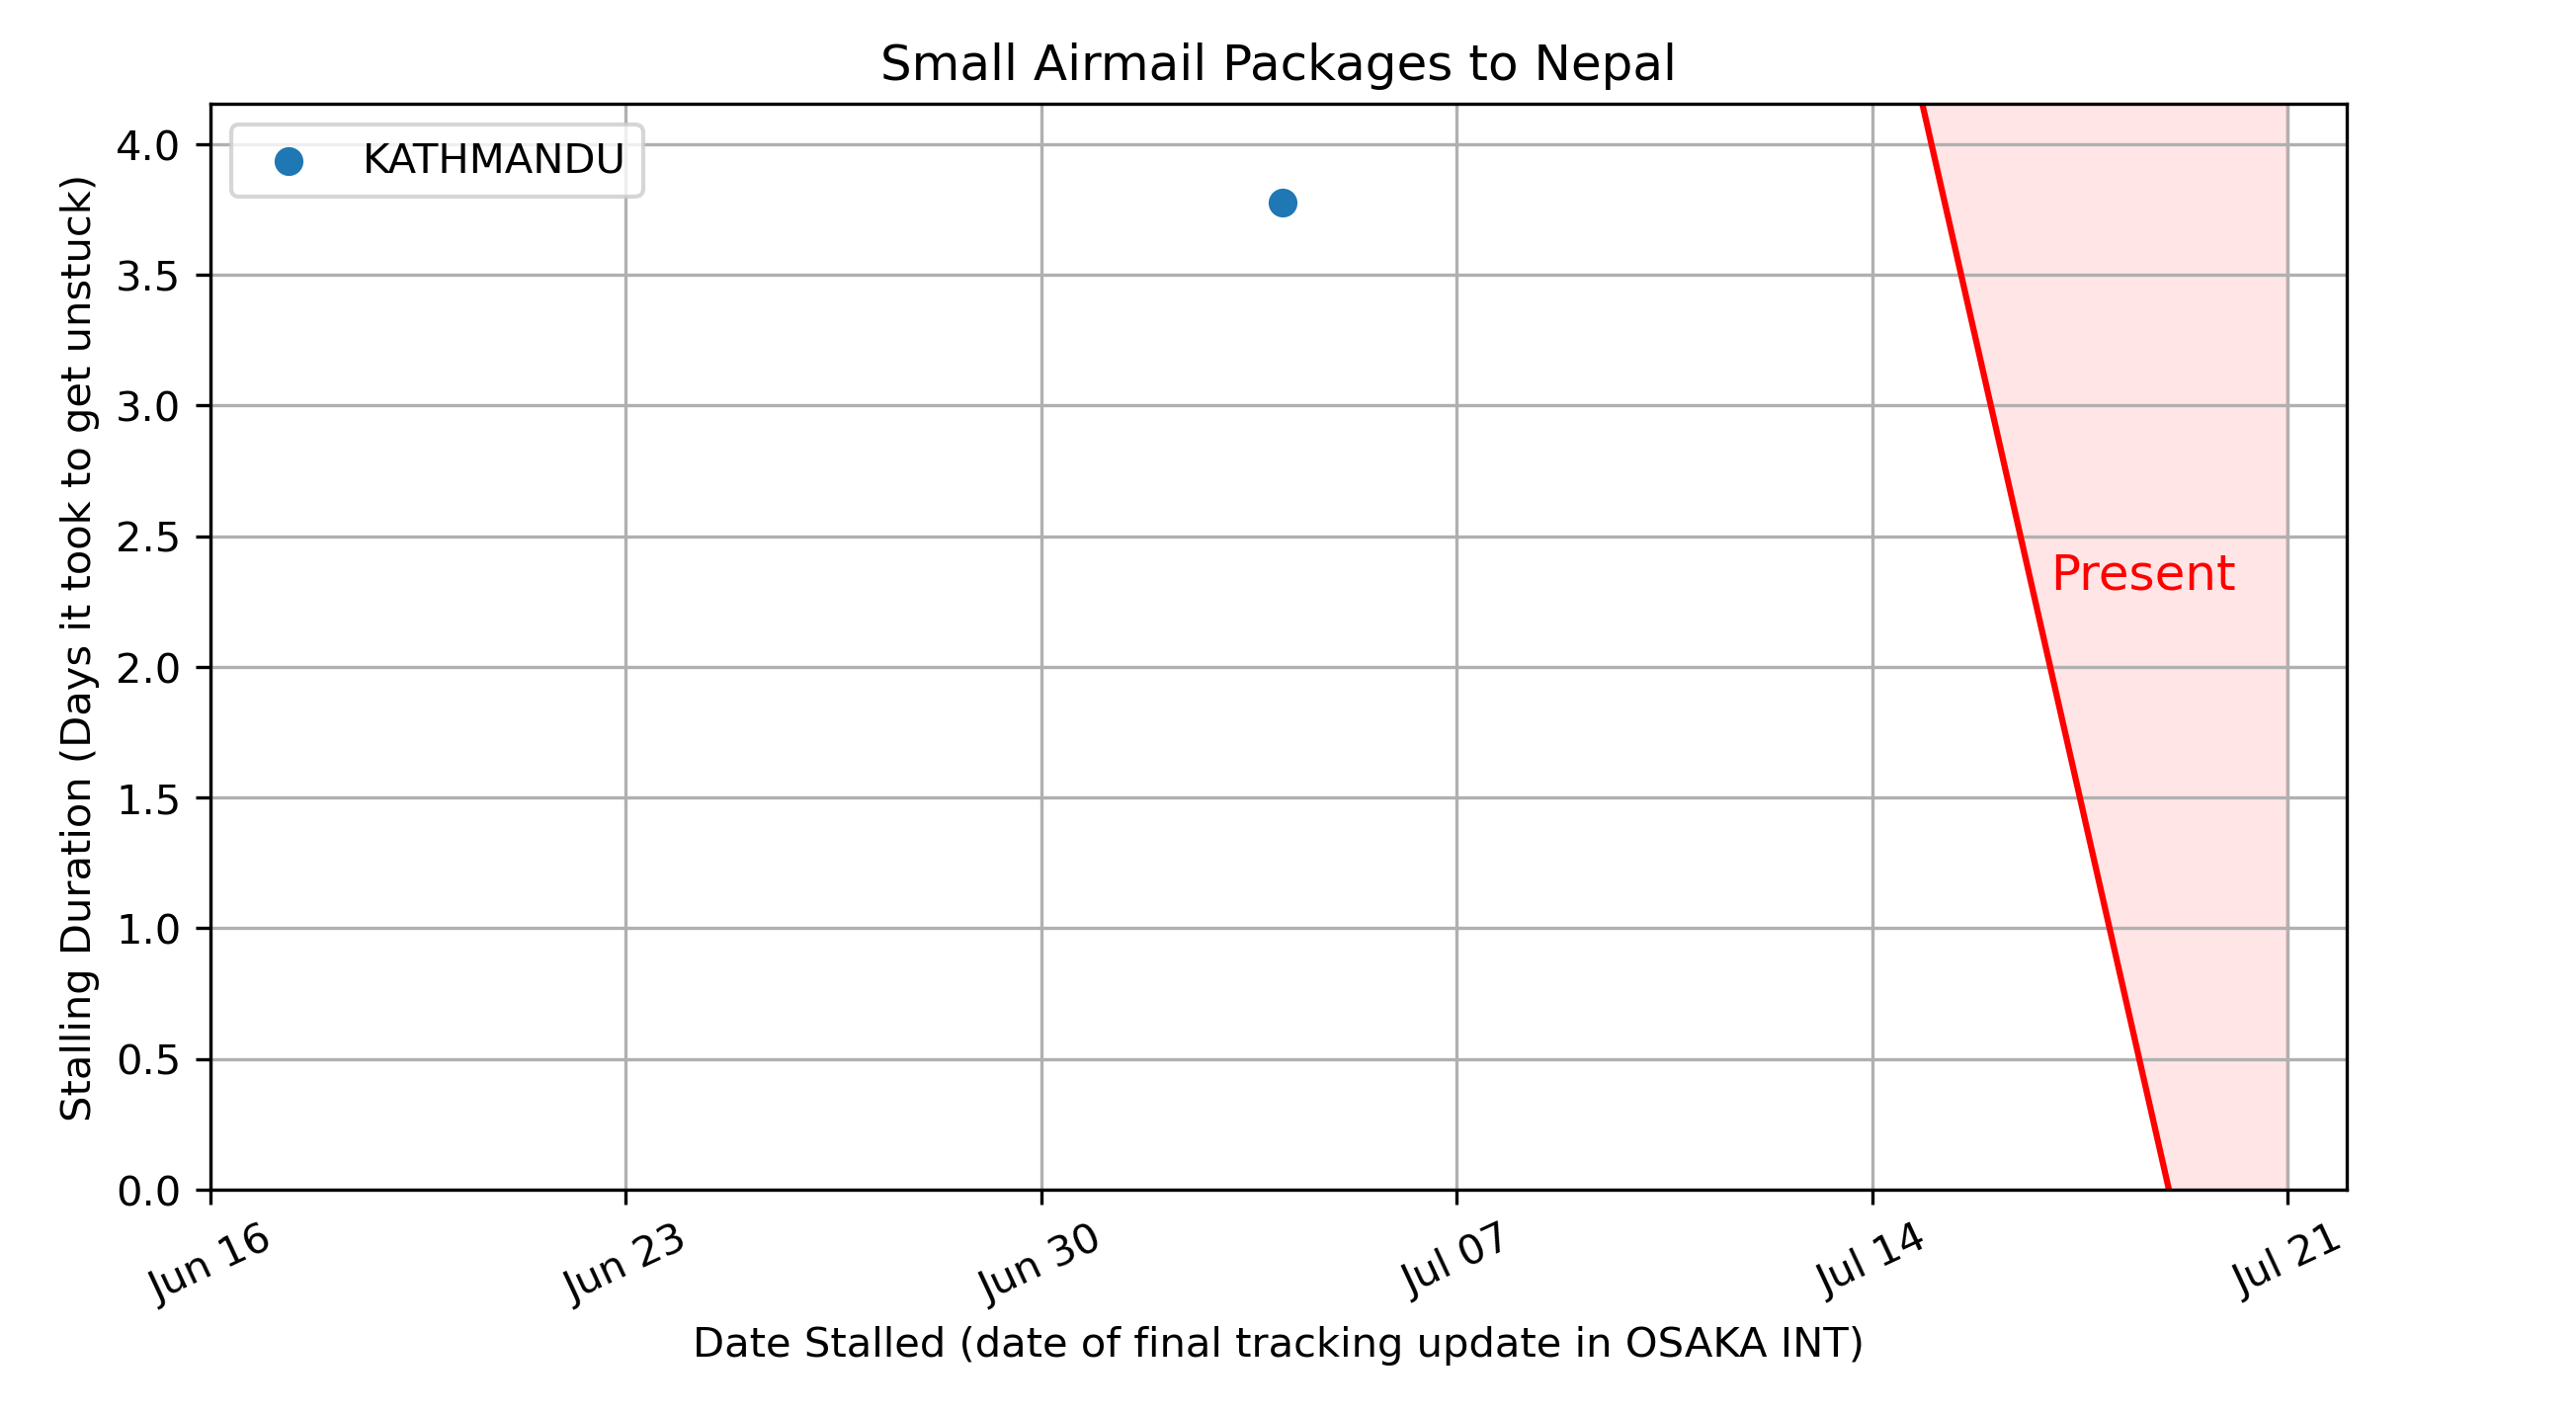 Small Airmail Packages to Nepal
KATHMANDU
4.0
3.5
3.0
2.5
2.0
1.5
1.0
0.5
0.0
Stalling Duration (Days it took to get unstuck)
Present
Jun 16
Jun 23
Jun 30
Jul 07
Jul 14
Jul 21
Date Stalled (date of final tracking update in OSAKA INT)